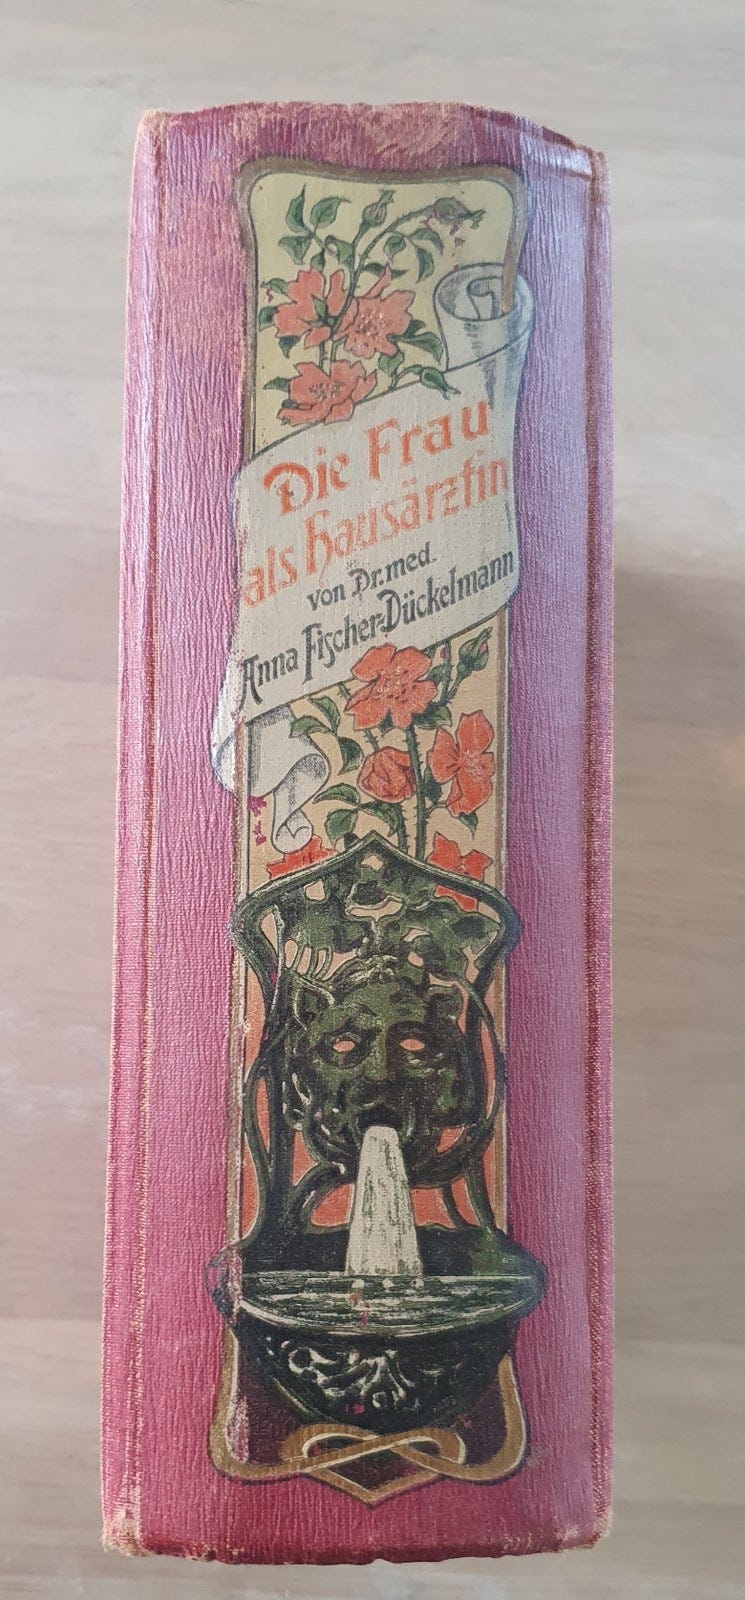 Die Frau
als Hausärztin
von Dr. med.
Anna Fischer-Dückelmann